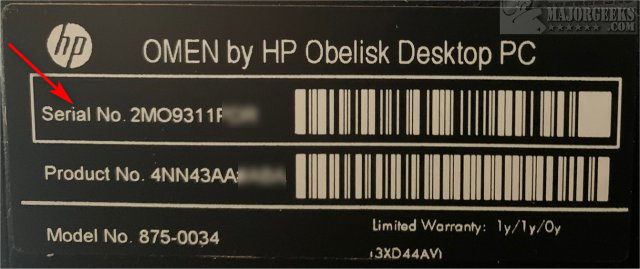 MAJORGEEKS
.COM
hp
OMEN by HP Obelisk Desktop PC
Serial No. 2MO9311
Product No. 4NN43AA
Limited Warranty: 1y/1y/0y
Model No. 875-0034
(3XD44AV)